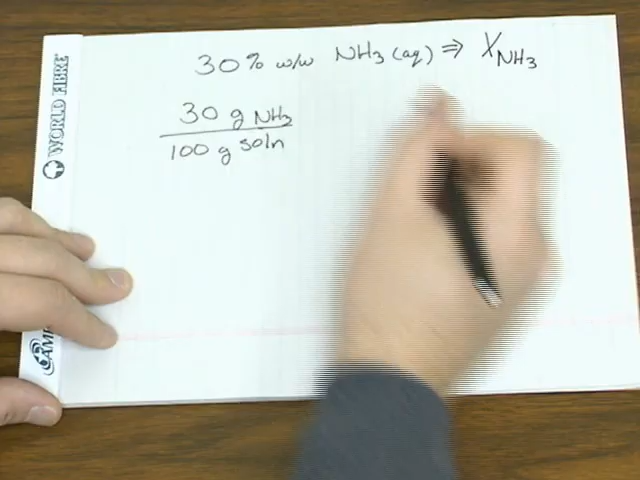 30% w/w NH3 (aq) ⇒ XNH3
30 g NH3
100 g soln
WORLD FIBRE